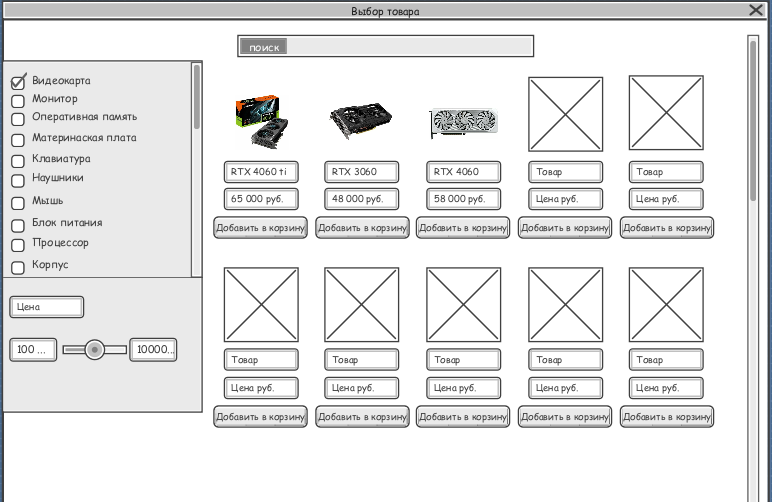 Выбор товара
поиск
Видеокарта
Монитор
Оперативная память
Материнаская плата
Клавиатура
Наушники
Мышь
Блок питания
Процессор
Корпус
Цена
100 ...
10000...
RTX 4060 ti
RTX 3060
RTX 4060
Товар
Товар
65 000 руб.
48 000 руб.
58 000 руб.
Цена руб.
Цена руб.
Добавить в корзину
Добавить в корзину
Добавить в корзину
Добавить в корзину
Добавить в корзину
Товар
Товар
Товар
Товар
Товар
Цена руб.
Цена руб.
Цена руб.
Цена руб.
Цена руб.
Добавить в корзину
Добавить в корзину
Добавить в корзину
Добавить в корзину
Добавить в корзину